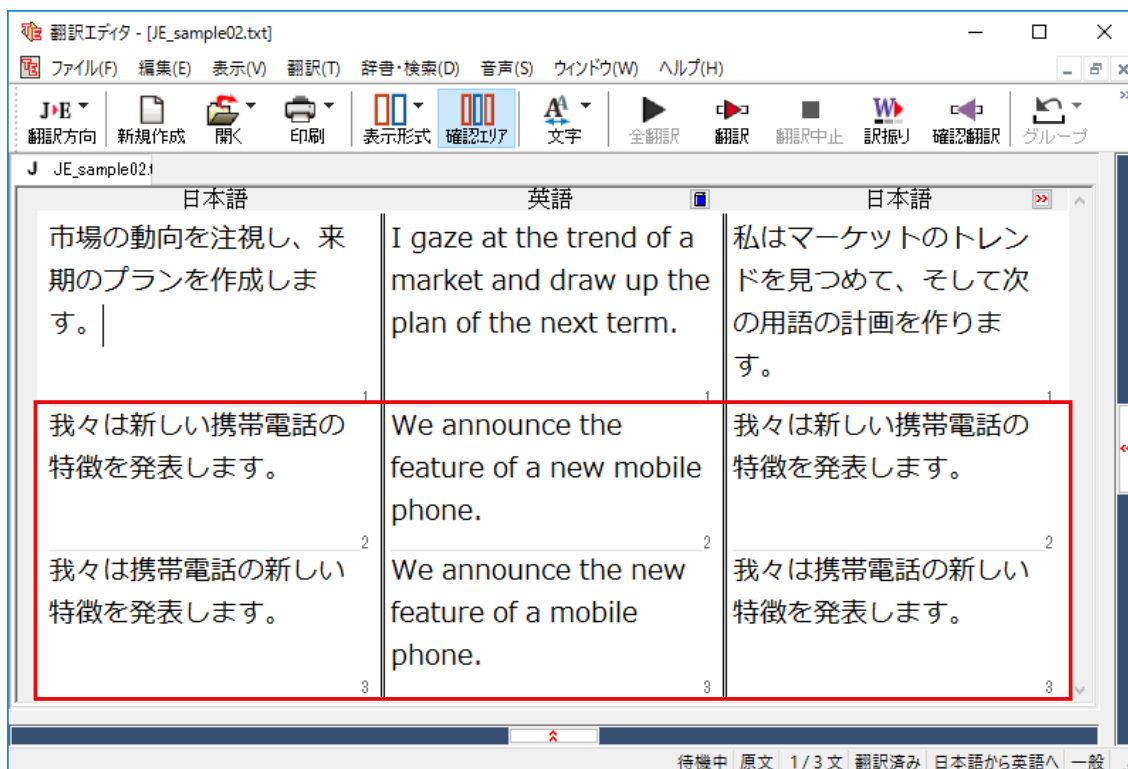 翻訳エディタ - [JE_sample02.txt]
ファイル(F) 編集(E) 表示(V) 翻訳(T) 辞書・検索(D) 音声(S) ウィンドウ(W) ヘルプ(H)
J▸E
翻訳方向 新規作成 開く 印刷 表示形式 確認エリア 文字 全翻訳 翻訳 翻訳中止 訳振り 確認翻訳 グループ
J JE_sample02.t
日本語 英語 日本語
市場の動向を注視し、来
期のプランを作成しま
す。
1
I gaze at the trend of a
market and draw up the
plan of the next term.
1
私はマーケットのトレン
ドを見つめて、そして次
の用語の計画を作りま
す。
1
我々は新しい携帯電話の
特徴を発表します。
2
We announce the
feature of a new mobile
phone.
2
我々は新しい携帯電話の
特徴を発表します。
2
我々は携帯電話の新しい
特徴を発表します。
3
We announce the new
feature of a mobile
phone.
3
我々は携帯電話の新しい
特徴を発表します。
3
待機中 原文 1/3文 翻訳済み 日本語から英語へ 一般